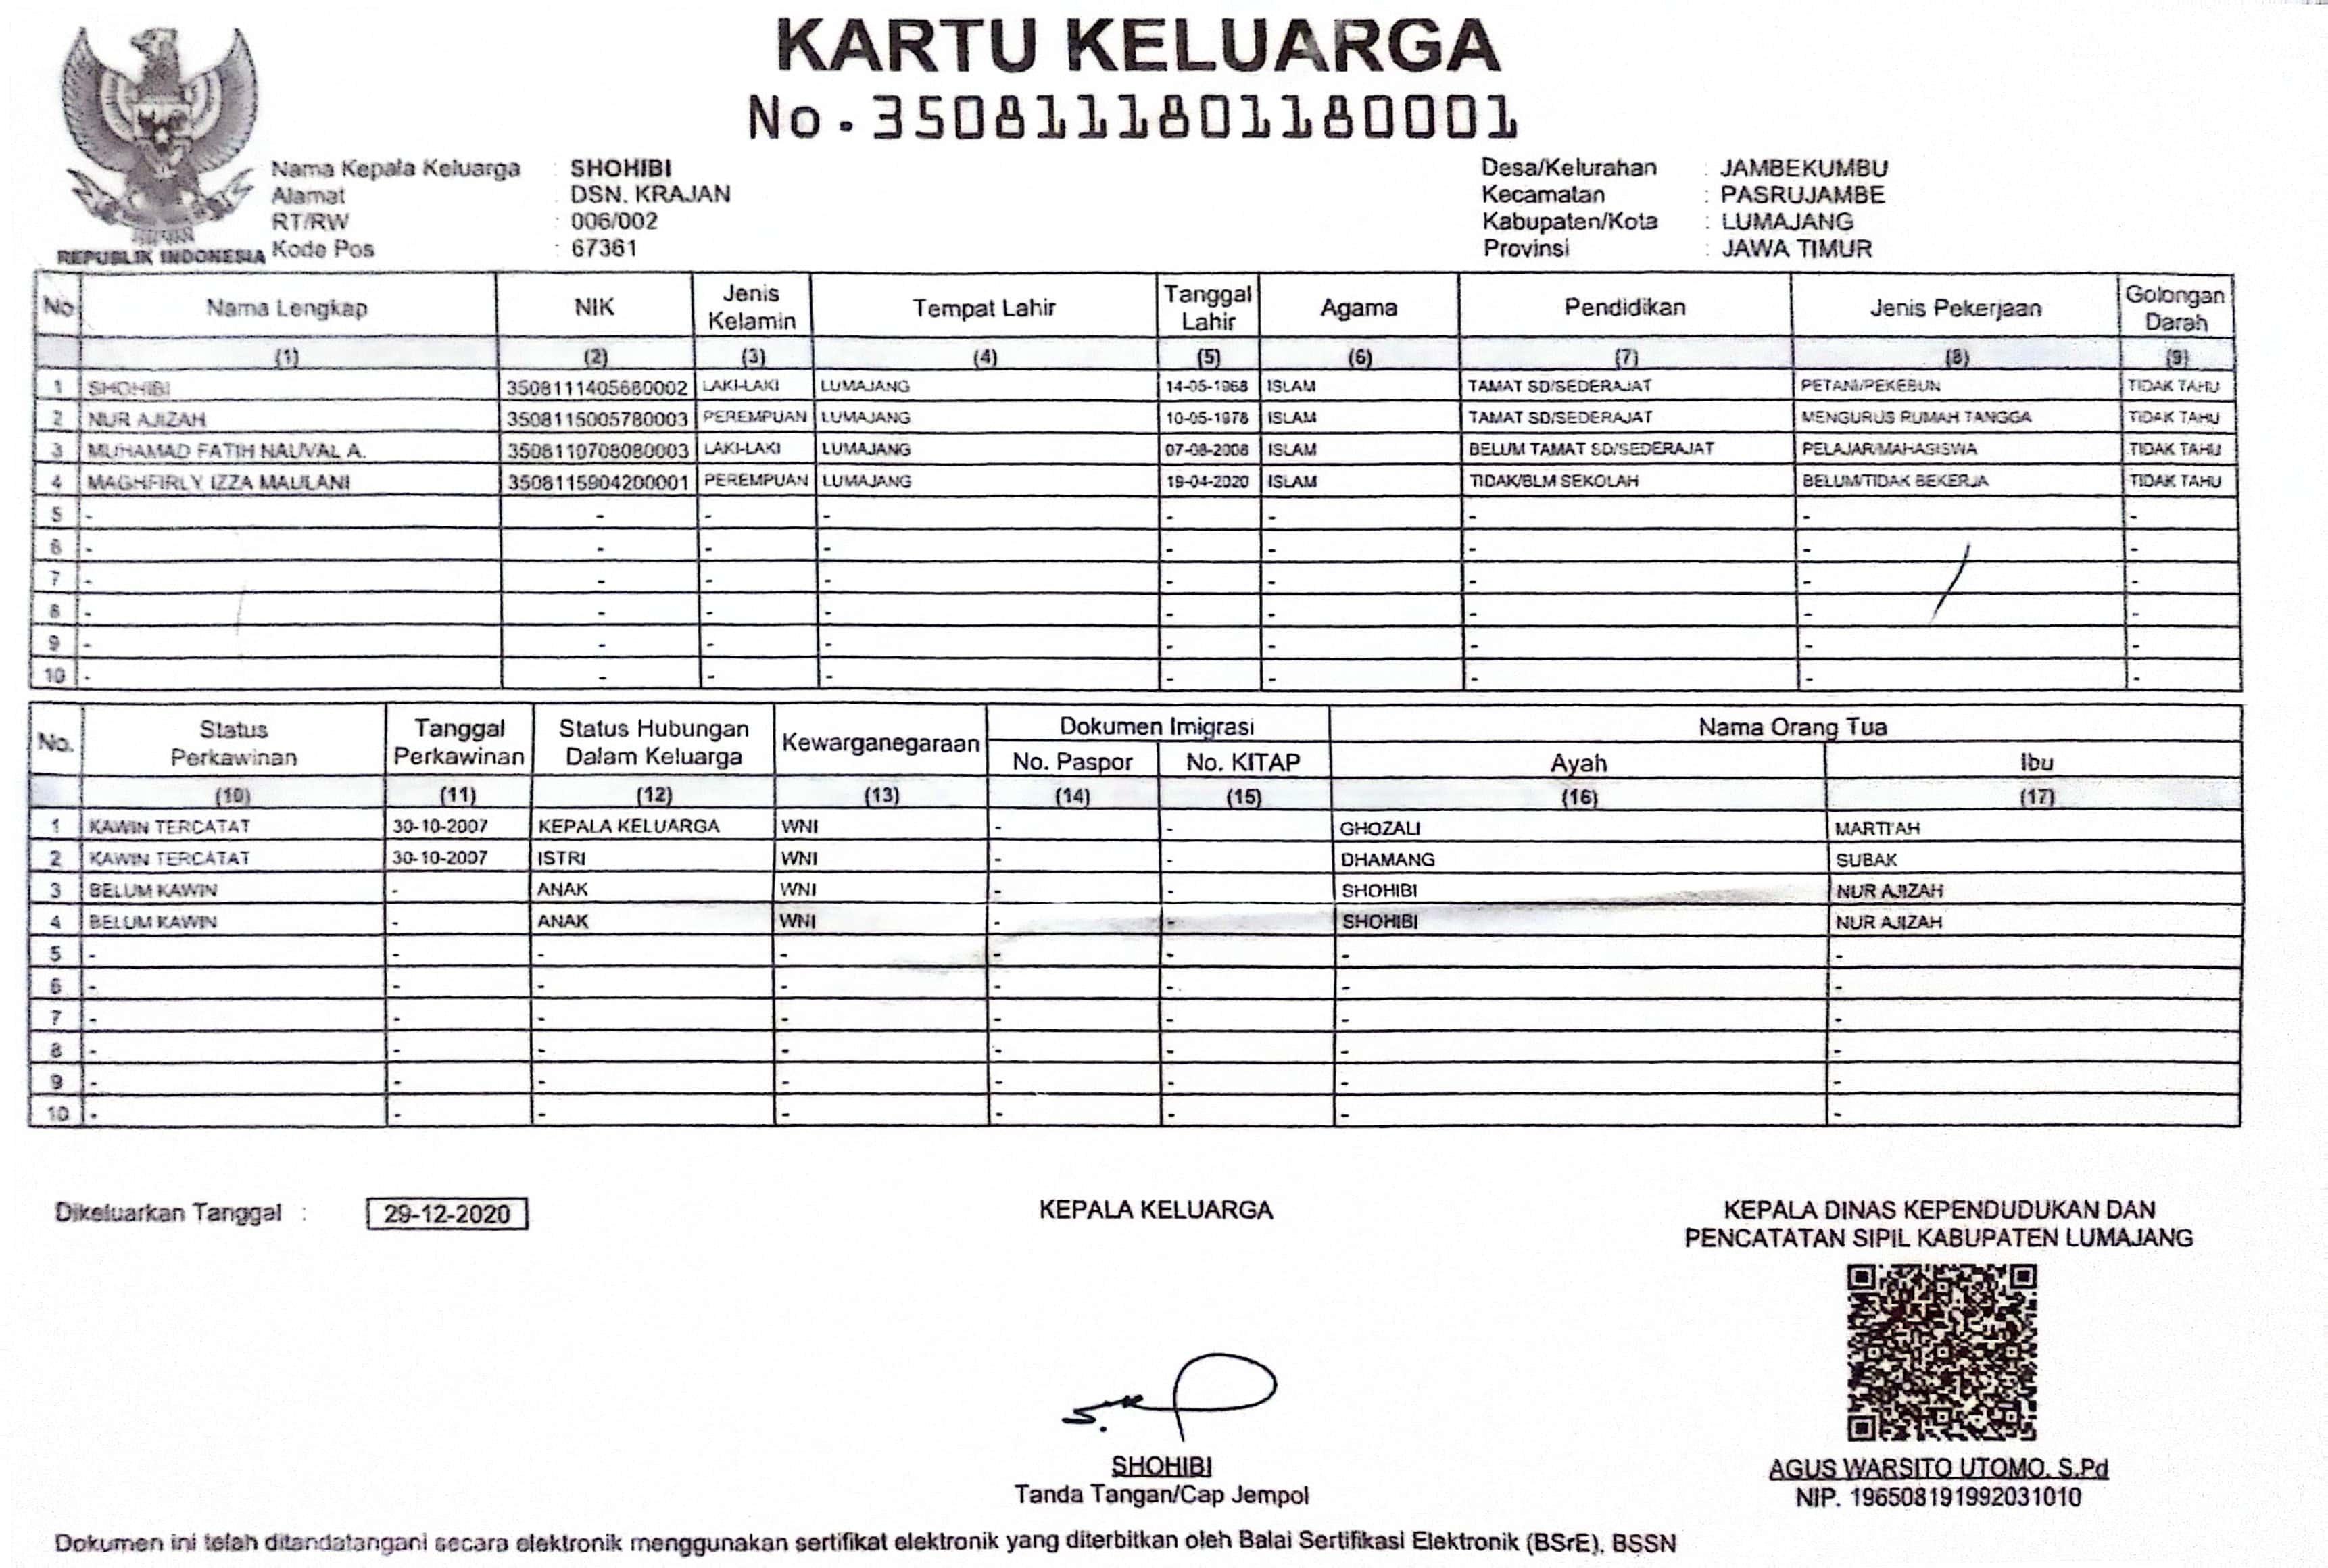 KARTU KELUARGA
No.3508111801180001
REPUBLIK INDONESIA
Nama Kepala Keluarga : SHOHIBI
Alamat : DSN. KRAJAN
RT/RW : 006/002
Kode Pos : 67361
Desa/Kelurahan : JAMBEKUMBU
Kecamatan : PASRUJAMBE
Kabupaten/Kota : LUMAJANG
Provinsi : JAWA TIMUR
No Nama Lengkap NIK Jenis Kelamin Tempat Lahir Tanggal Lahir Agama Pendidikan Jenis Pekerjaan Golongan Darah
(1) (2) (3) (4) (5) (6) (7) (8) (9)
1 SHOHIBI 3508111405680002 LAKI-LAKI LUMAJANG 14-05-1968 ISLAM TAMAT SD/SEDERAJAT PETANI/PEKEBUN TIDAK TAHU
2 NUR AJIZAH 3508115005780003 PEREMPUAN LUMAJANG 10-05-1978 ISLAM TAMAT SD/SEDERAJAT MENGURUS RUMAH TANGGA TIDAK TAHU
3 MUHAMAD FATIH NAUVAL A. 3508110708080003 LAKI-LAKI LUMAJANG 07-08-2008 ISLAM BELUM TAMAT SD/SEDERAJAT PELAJAR/MAHASISWA TIDAK TAHU
4 MAGHFIRLY IZZA MAULANI 3508115904200001 PEREMPUAN LUMAJANG 19-04-2020 ISLAM TIDAK/BLM SEKOLAH BELUM/TIDAK BEKERJA TIDAK TAHU
5 - - - - - - - - -
6 - - - - - - - - -
7 - - - - - - - - -
8 - - - - - - - - -
9 - - - - - - - - -
10 - - - - - - - - -
No. Status Perkawinan Tanggal Perkawinan Status Hubungan Dalam Keluarga Kewarganegaraan Dokumen Imigrasi Nama Orang Tua
No. Paspor No. KITAP Ayah Ibu
(10) (11) (12) (13) (14) (15) (16) (17)
1 KAWIN TERCATAT 30-10-2007 KEPALA KELUARGA WNI - - GHOZALI MARTI'AH
2 KAWIN TERCATAT 30-10-2007 ISTRI WNI - - DHAMANG SUBAK
3 BELUM KAWIN - ANAK WNI - - SHOHIBI NUR AJIZAH
4 BELUM KAWIN - ANAK WNI - - SHOHIBI NUR AJIZAH
5 - - - - - - - -
6 - - - - - - - -
7 - - - - - - - -
8 - - - - - - - -
9 - - - - - - - -
10 - - - - - - - -
Dikeluarkan Tanggal : 29-12-2020
KEPALA KELUARGA
SHOHIBI
Tanda Tangan/Cap Jempol
KEPALA DINAS KEPENDUDUKAN DAN
PENCATATAN SIPIL KABUPATEN LUMAJANG
AGUS WARSITO UTOMO, S.Pd
NIP. 196508191992031010
Dokumen ini telah ditandatangani secara elektronik menggunakan sertifikat elektronik yang diterbitkan oleh Balai Sertifikasi Elektronik (BSrE), BSSN